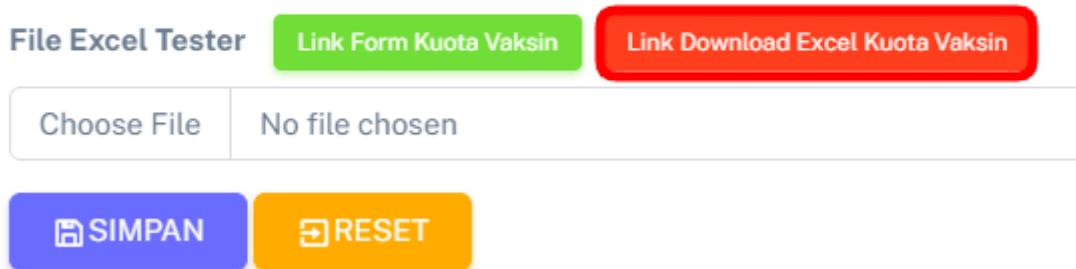 File Excel Tester Link Form Kuota Vaksin Link Download Excel Kuota Vaksin
Choose File No file chosen
SIMPAN RESET